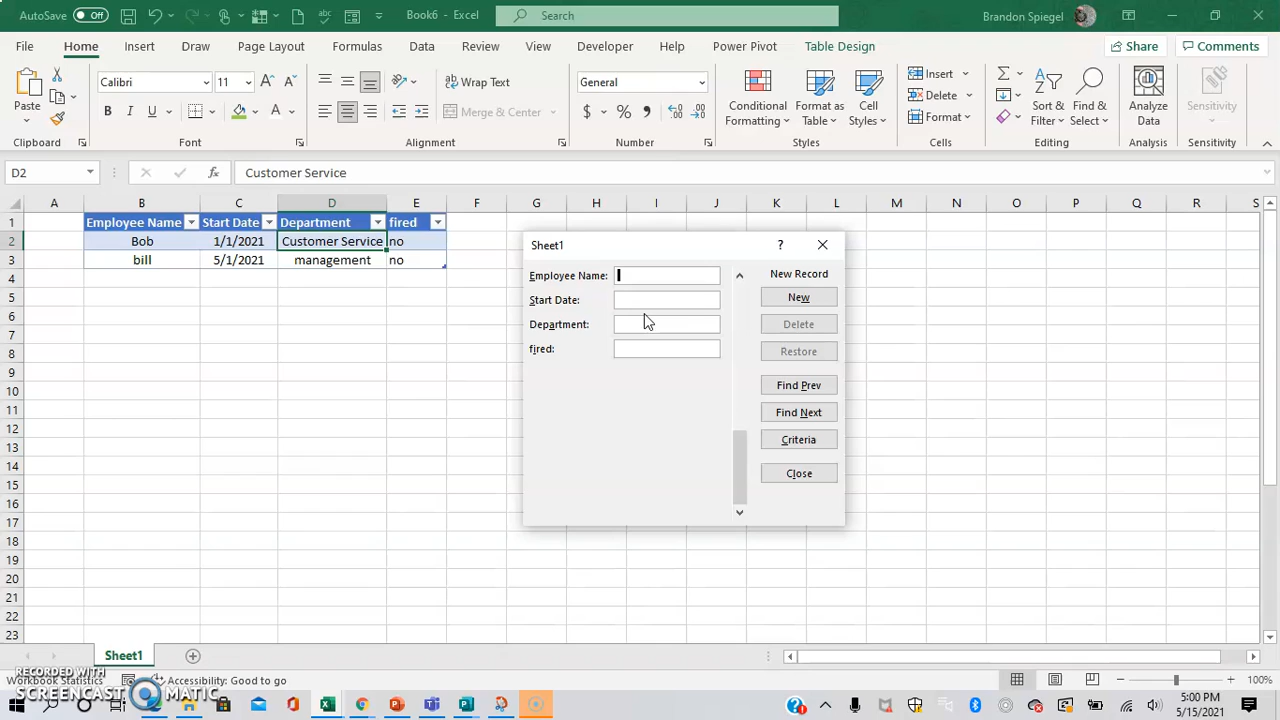 AutoSave Off Book6 - Excel Search Brandon Spiegel
File Home Insert Draw Page Layout Formulas Data Review View Developer Help Power Pivot Table Design Share Comments
Paste Calibri 11 Wrap Text General Conditional Formatting Format as Table Cell Styles Insert Sort & Filter Find & Select Analyze Data Sensitivity
Delete
B I U A Merge & Center $ % Format
Clipboard Font Alignment Number Styles Cells Editing Analysis Sensitivity
D2 fx Customer Service
A B C D E F G H I J K L M N O P Q R S
1 Employee Name Start Date Department fired
2 Bob 1/1/2021 Customer Service no
3 bill 5/1/2021 management no
4
5
6
7
8
9
10
11
12
13
14
15
16
17
18
19
20
21
22
23
Sheet1 ?
Employee Name: New Record
Start Date: New
Department: Delete
fired: Restore
Find Prev
Find Next
Criteria
Close
Sheet1
RECORDED WITH
Workbook Statistics Accessibility: Good to go 100%
SCREENCAST MATIC
5:00 PM
5/15/2021